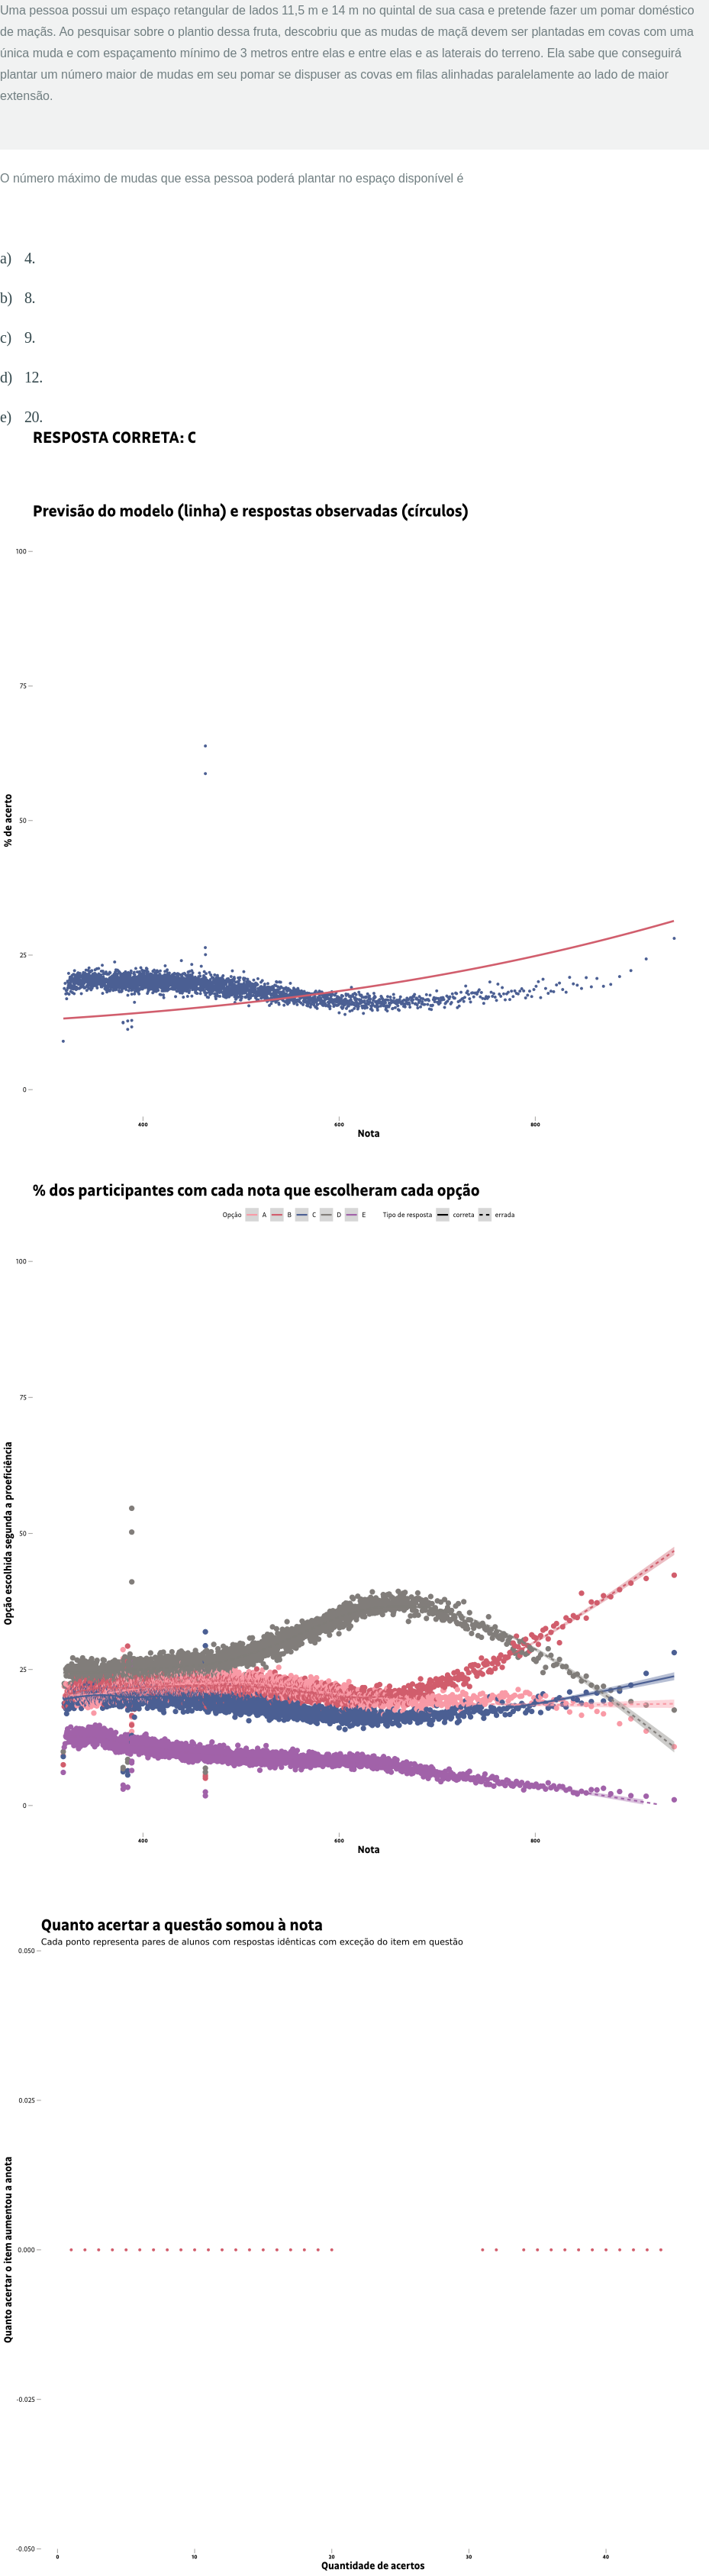 Uma pessoa possui um espaço retangular de lados 11,5 m e 14 m no quintal de sua casa e pretende fazer um pomar doméstico
de maçãs. Ao pesquisar sobre o plantio dessa fruta, descobriu que as mudas de maçã devem ser plantadas em covas com uma
única muda e com espaçamento mínimo de 3 metros entre elas e entre elas e as laterais do terreno. Ela sabe que conseguirá
plantar um número maior de mudas em seu pomar se dispuser as covas em filas alinhadas paralelamente ao lado de maior
extensão.
O número máximo de mudas que essa pessoa poderá plantar no espaço disponível é
a) 4.
b) 8.
c) 9.
d) 12.
e) 20.
RESPOSTA CORRETA: C
Previsão do modelo (linha) e respostas observadas (círculos)
100
75
50
25
0
% de acerto
400 600 800
Nota
% dos participantes com cada nota que escolheram cada opção
Opção A B C D E Tipo de resposta correta errada
100
75
50
25
0
Opção escolhida segunda a proeficiência
400 600 800
Nota
Quanto acertar a questão somou à nota
Cada ponto representa pares de alunos com respostas idênticas com exceção do item em questão
0.050
0.025
0.000
-0.025
-0.050
Quanto acertar o item aumentou a anota
0 10 20 30 40
Quantidade de acertos